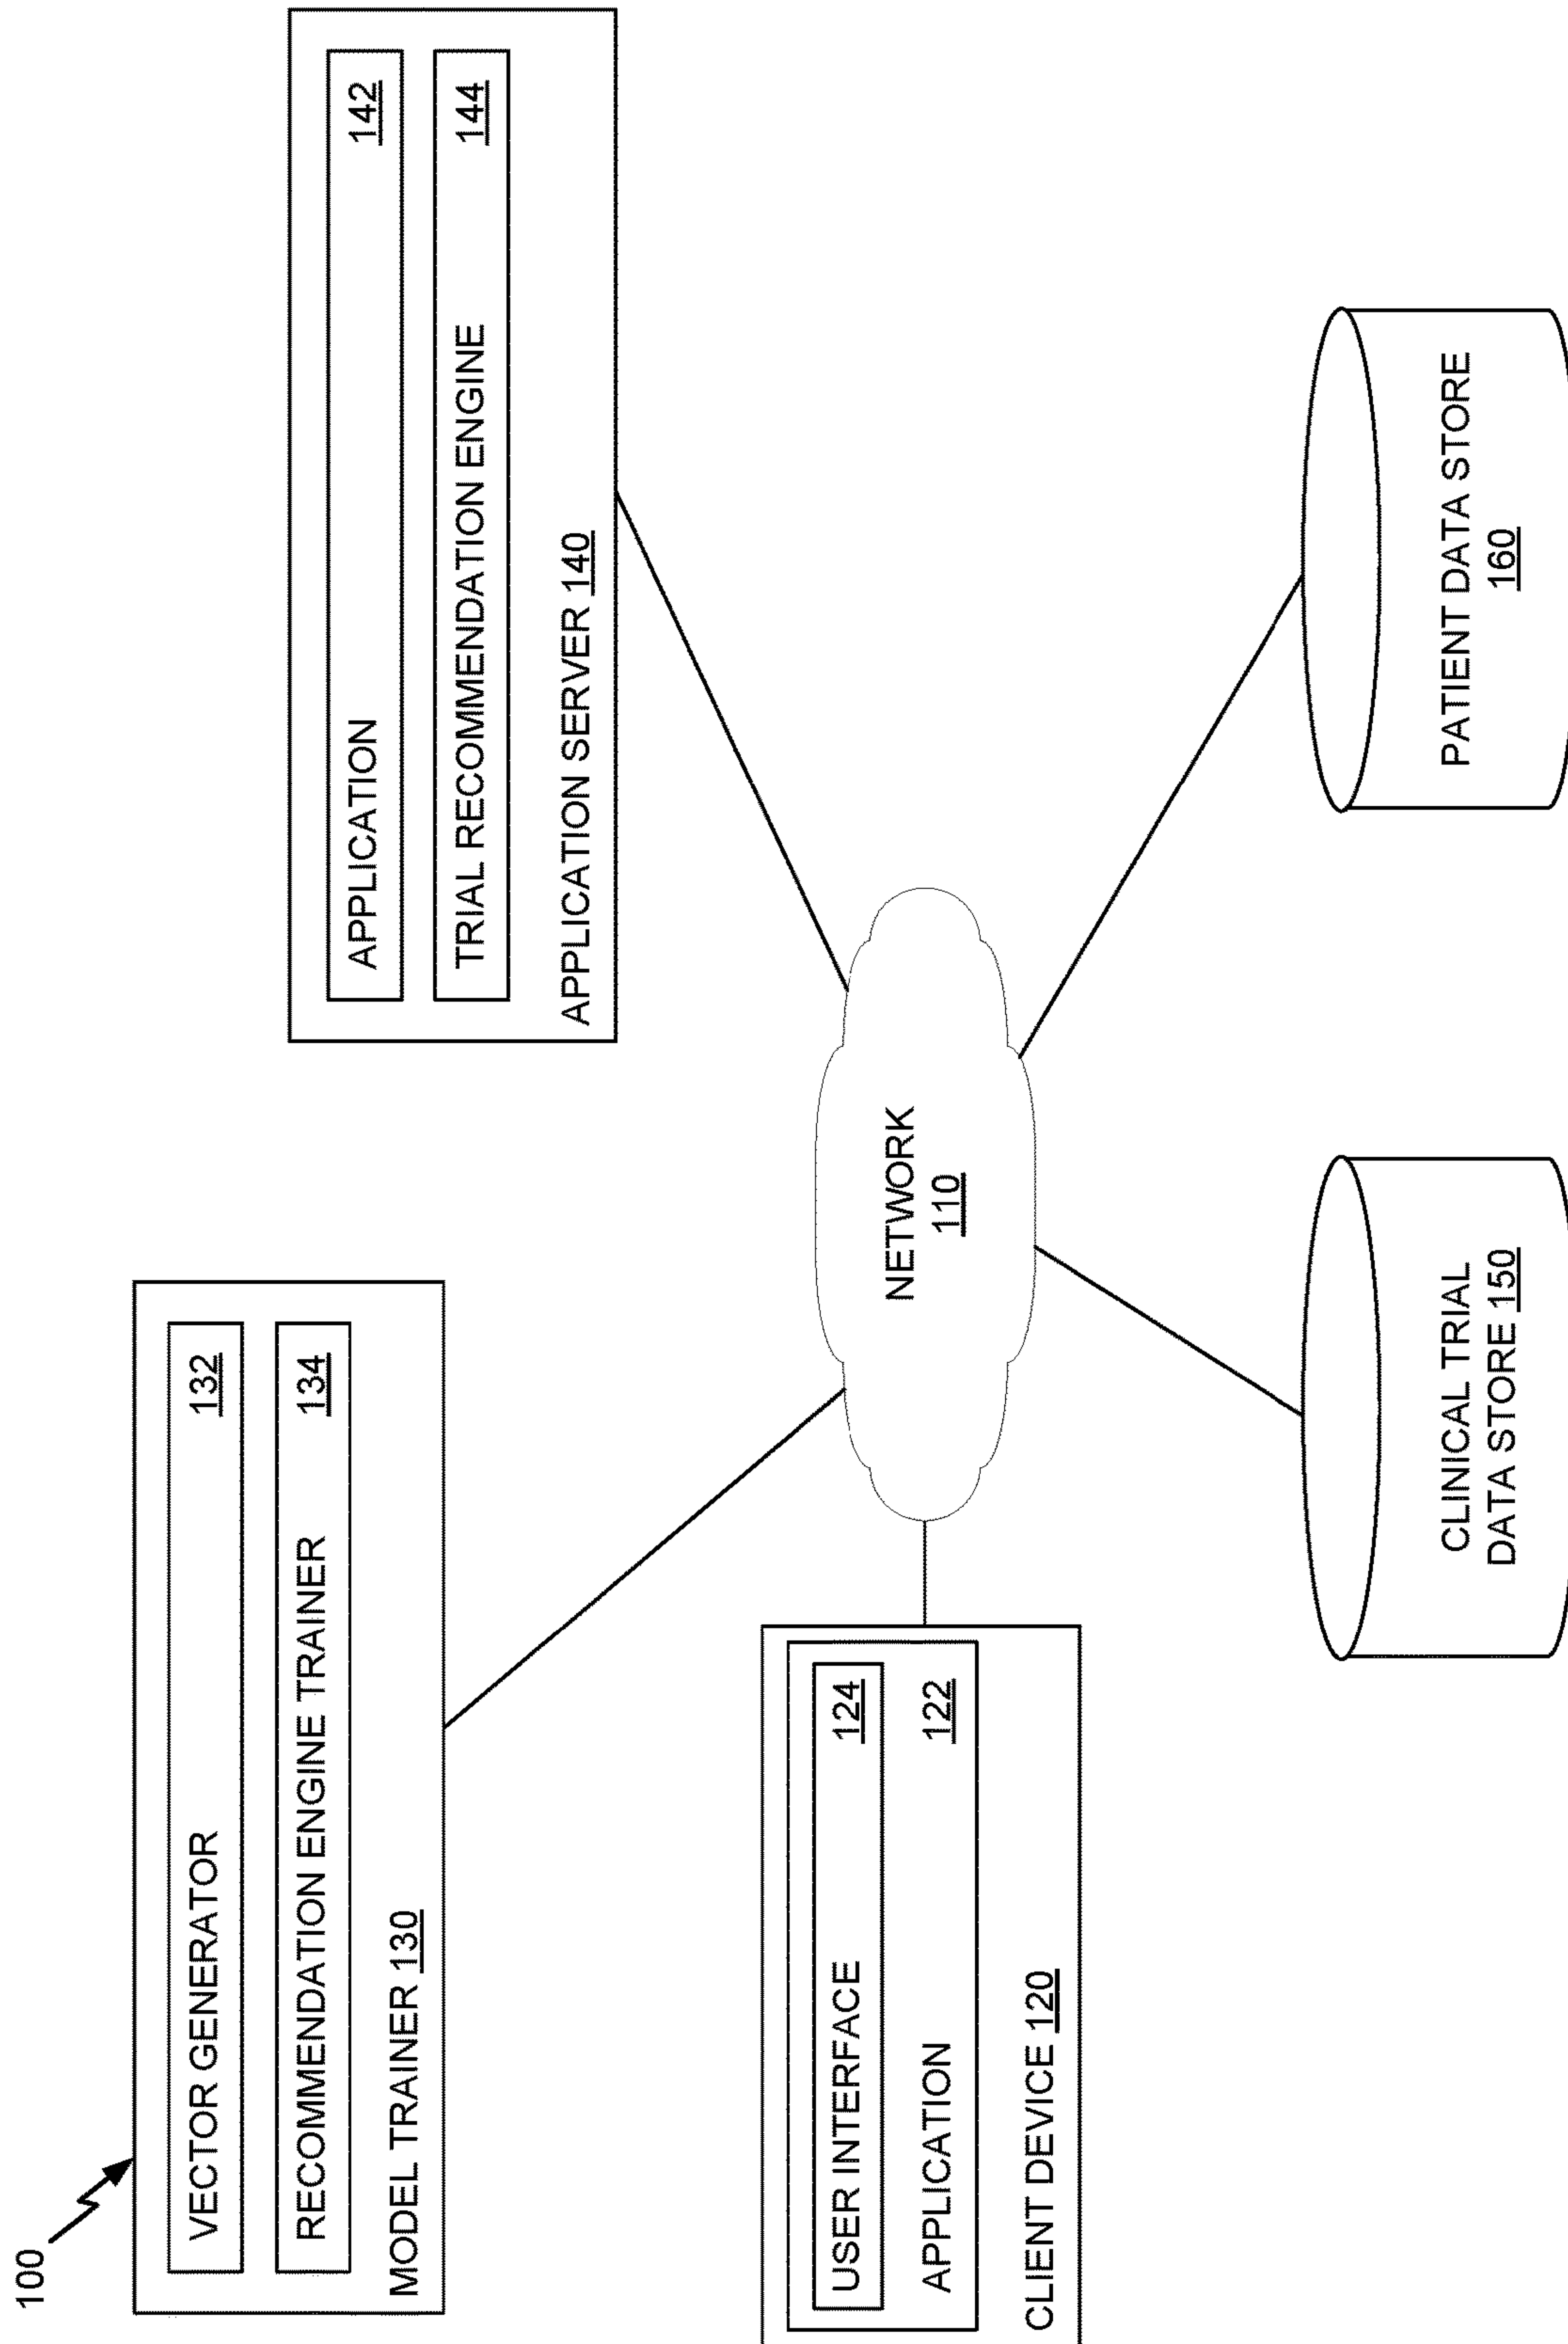 100
VECTOR GENERATOR 132
RECOMMENDATION ENGINE TRAINER 134
MODEL TRAINER 130
APPLICATION 142
TRIAL RECOMMENDATION ENGINE 144
APPLICATION SERVER 140
USER INTERFACE 124
APPLICATION 122
CLIENT DEVICE 120
NETWORK
110
CLINICAL TRIAL
DATA STORE 150
PATIENT DATA STORE
160